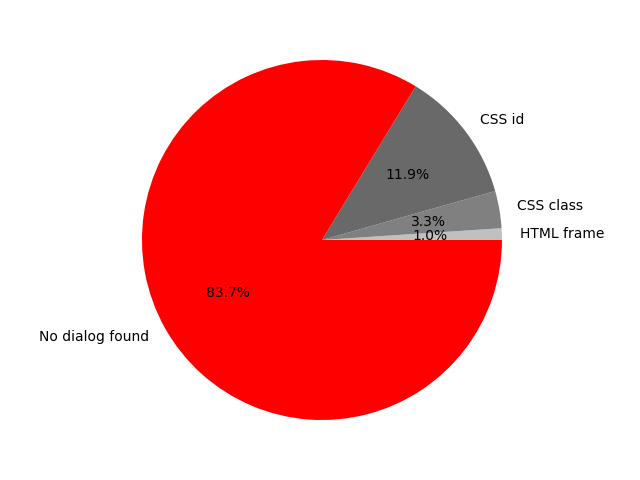 CSS id
11.9%
CSS class
3.3%
HTML frame
1.0%
83.7%
No dialog found